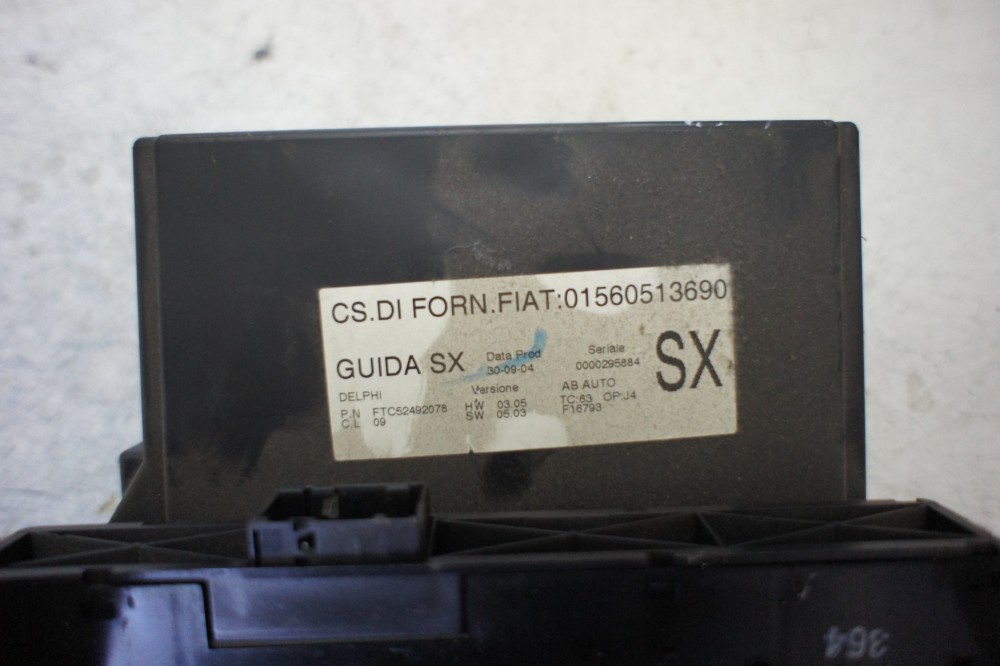 CS.DI FORN.FIAT:01560513690
GUIDA SX Data Prod 30-09-04 Seriale 0000295884 SX
DELPHI Versione AB AUTO
P.N FTC52492078 HW 03.05 TC:63 OP:J4
C.L 09 SW 05.03 F16793
364